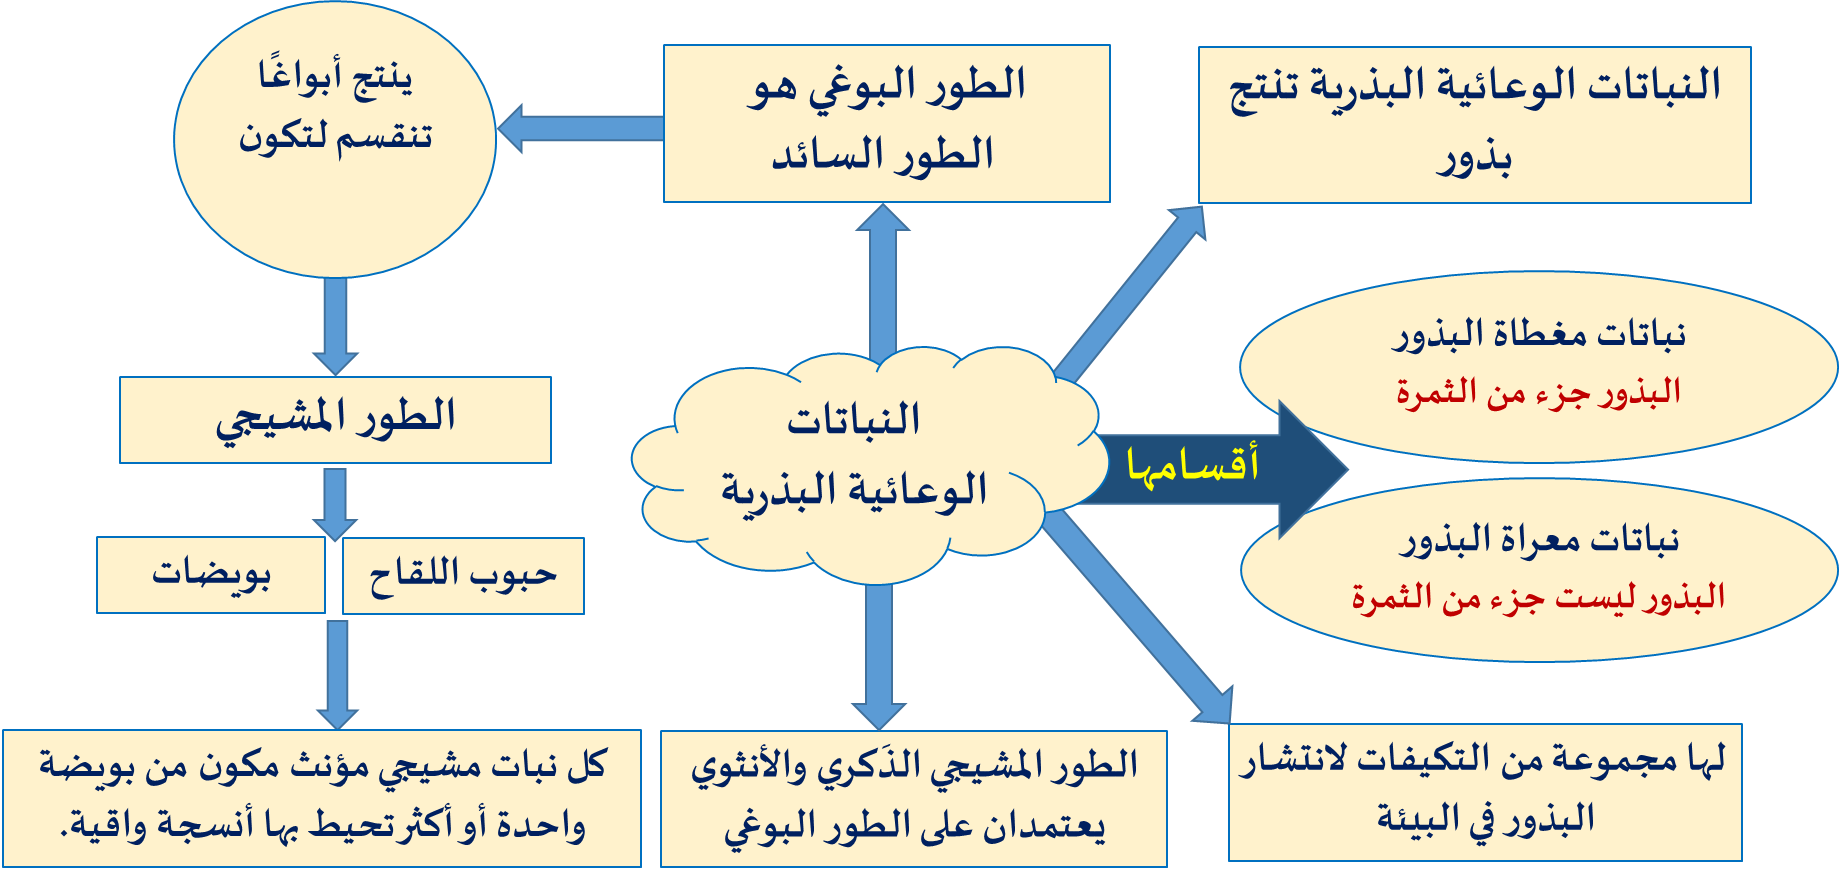 النباتات الوعائية البذرية تنتج
بذور
الطور البوغي هو
الطور السائد
ينتج أبواغًا
تنقسم لتكون
نباتات مغطاة البذور
البذور جزء من الثمرة
النباتات
الوعائية البذرية
أقسامها
الطور المشيجي
نباتات معراة البذور
البذور ليست جزء من الثمرة
حبوب اللقاح
بويضات
لها مجموعة من التكيفات لانتشار
البذور في البيئة
الطور المشيجي الذَكري والأنثوي
يعتمدان على الطور البوغي
كل نبات مشيجي مؤنث مكون من بويضة
واحدة أو أكثر تحيط بها أنسجة واقية.